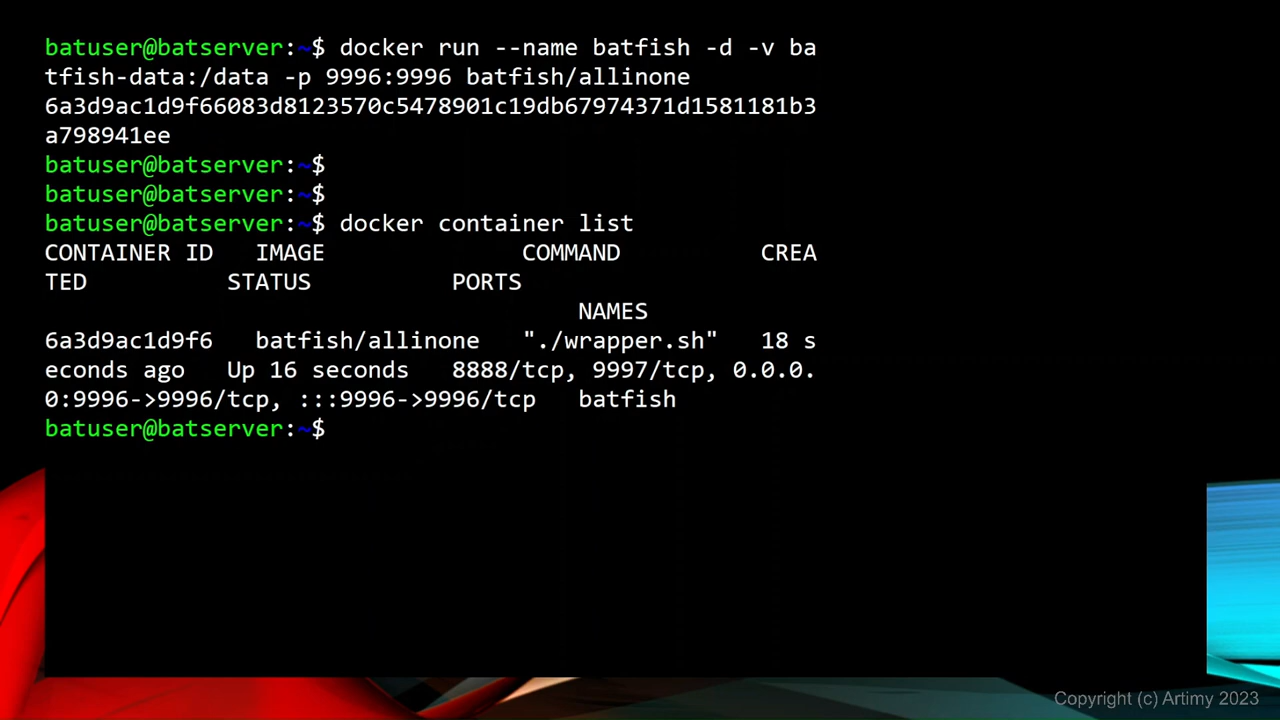 batuser@batserver:~$ docker run --name batfish -d -v ba
tfish-data:/data -p 9996:9996 batfish/allinone
6a3d9ac1d9f66083d8123570c5478901c19db67974371d1581181b3
a798941ee
batuser@batserver:~$
batuser@batserver:~$
batuser@batserver:~$ docker container list
CONTAINER ID   IMAGE              COMMAND          CREA
TED          STATUS          PORTS
                                      NAMES
6a3d9ac1d9f6   batfish/allinone   "./wrapper.sh"   18 s
econds ago   Up 16 seconds   8888/tcp, 9997/tcp, 0.0.0.
0:9996->9996/tcp, :::9996->9996/tcp   batfish
batuser@batserver:~$
Copyright (c) Artimy 2023